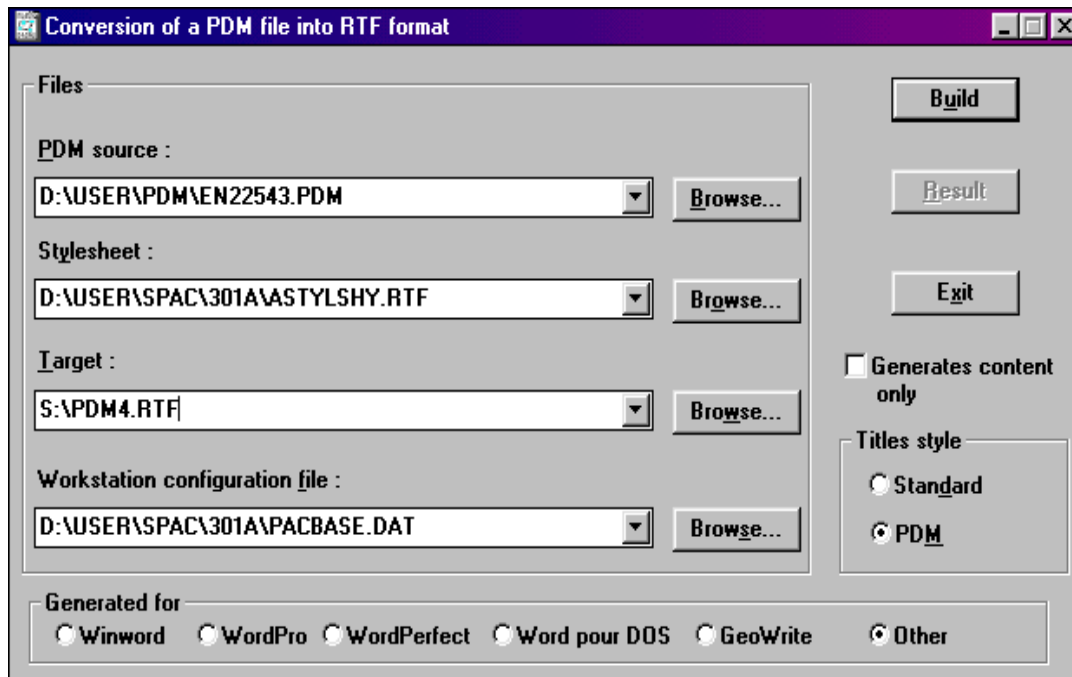 Conversion of a PDM file into RTF format
Files
PDM source :
D:\USER\PDM\EN22543.PDM
Browse...
Stylesheet :
D:\USER\SPAC\301A\ASTYLSHY.RTF
Browse...
Target :
S:\PDM4.RTF
Browse...
Workstation configuration file :
D:\USER\SPAC\301A\PACBASE.DAT
Browse...
Build
Result
Exit
Generates content
only
Titles style
Standard
PDM
Generated for
Winword WordPro WordPerfect Word pour DOS GeoWrite Other